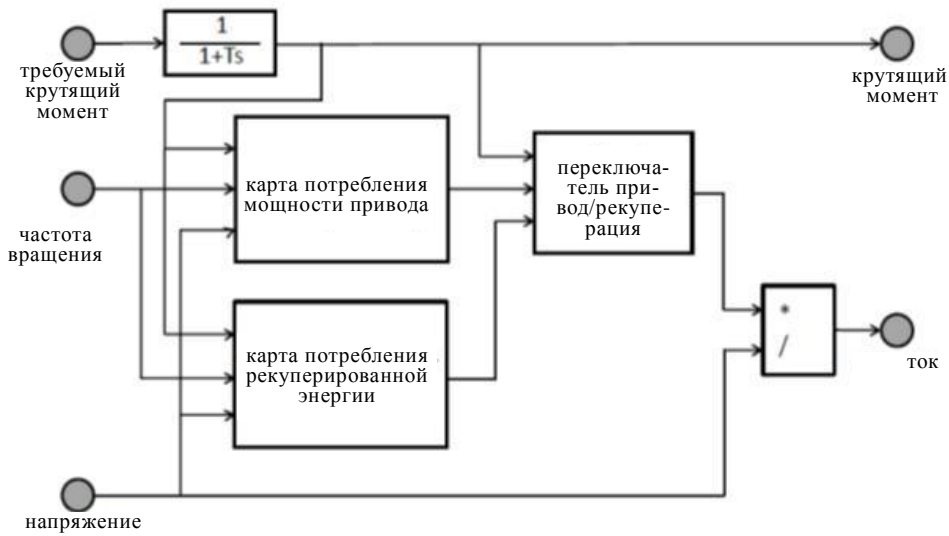 1
1+Ts
требуемый
крутящий
момент
крутящий
момент
карта потребления
мощности привода
переключа-
тель при-
вод/рекупе-
рация
частота
вращения
*
/
карта потребления
рекуперированной
энергии
ток
напряжение